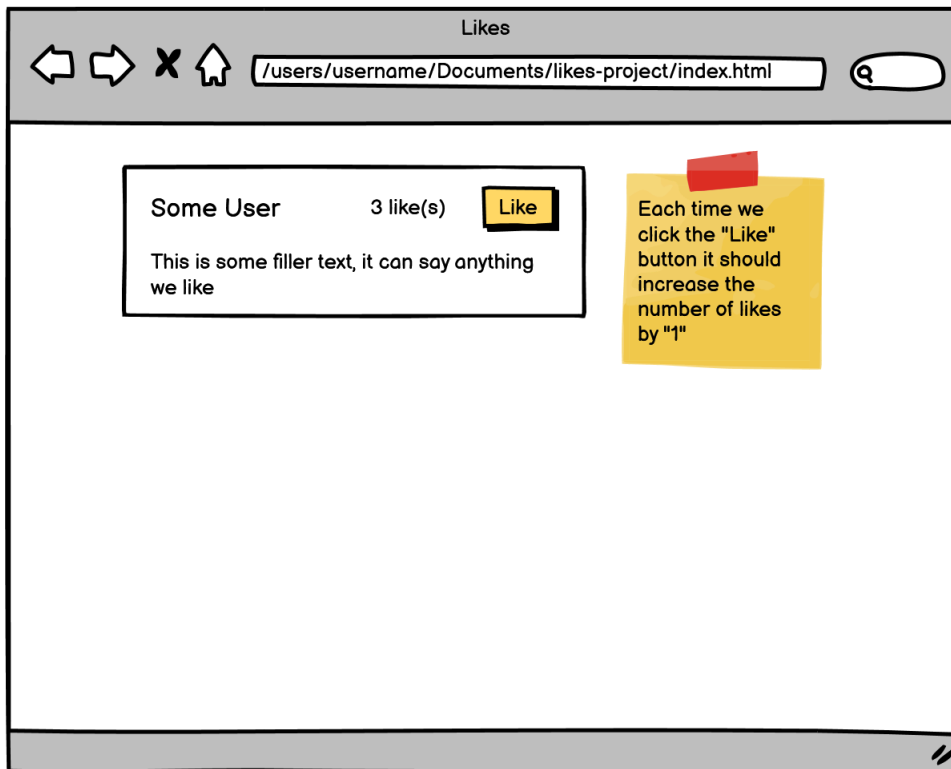 Likes
/users/username/Documents/likes-project/index.html
Some User
3 like(s)
Like
This is some filler text, it can say anything
we like
Each time we
click the "Like"
button it should
increase the
number of likes
by "1"